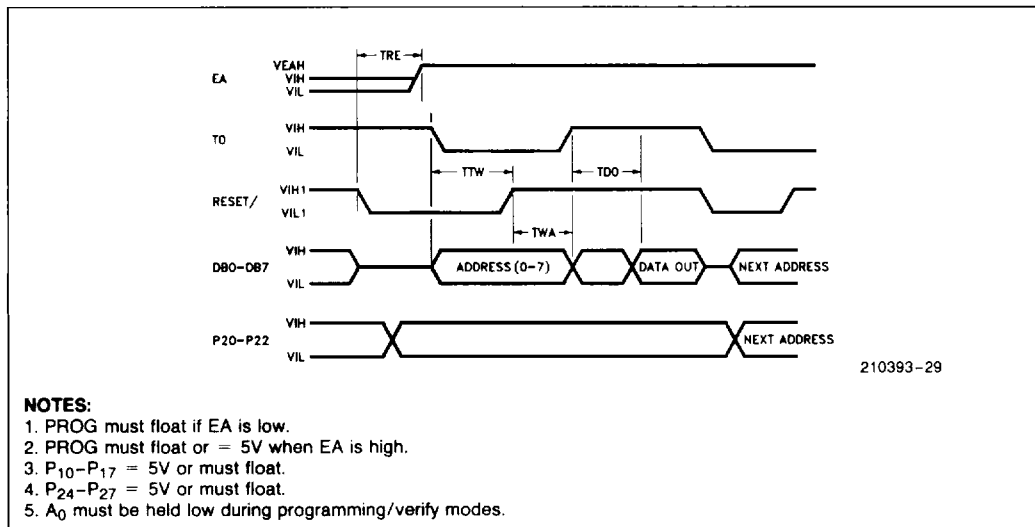 TRE
VEAH
EA VIH
VIL
T0 VIH
VIL
TTW TDO
RESET/ VIH1
VIL1
TWA
DB0-DB7 VIH
ADDRESS (0-7) DATA OUT NEXT ADDRESS
VIL
P20-P22 VIH
NEXT ADDRESS
VIL
210393-29
NOTES:
1. PROG must float if EA is low.
2. PROG must float or = 5V when EA is high.
3. P10–P17 = 5V or must float.
4. P24–P27 = 5V or must float.
5. A0 must be held low during programming/verify modes.